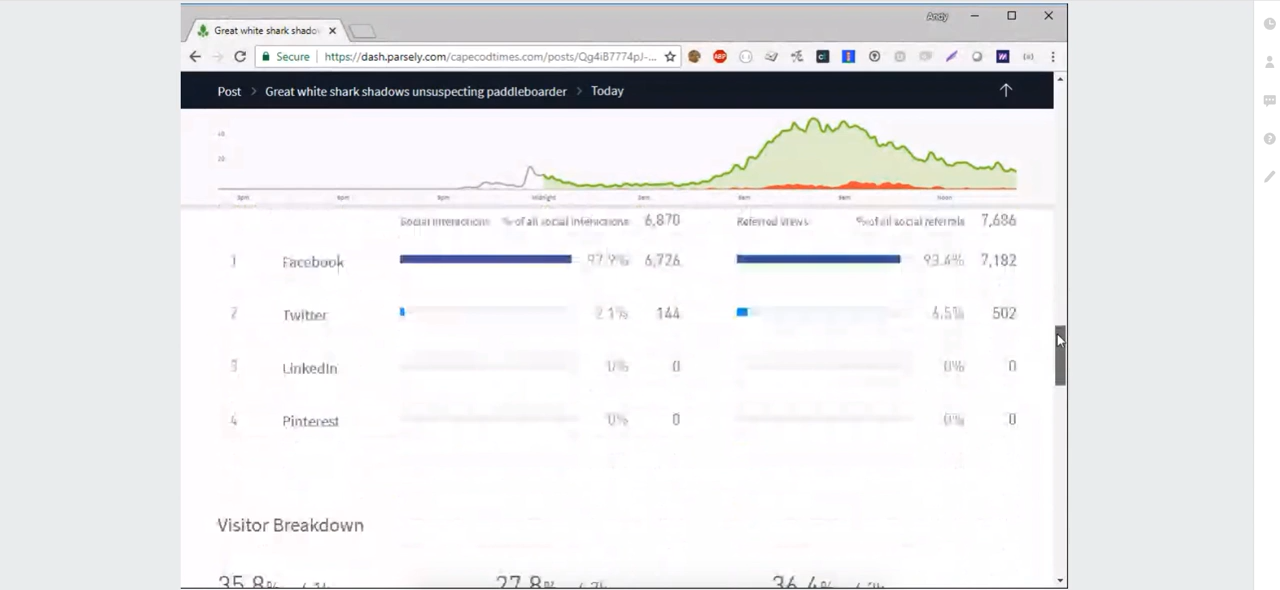 Andy
Great white shark shado
Secure https://dash.parsely.com/capecodtimes.com/posts/Qg4iB7774pJ-...
ABP
Post > Great white shark shadows unsuspecting paddleboarder > Today
40
20
Midnight
Noon
Social interactions % of all social interactions 6,870 Referred views % of all social referrals 7,686
1 Facebook 97.9% 6,726 93.4% 7,182
2 Twitter 2.1% 144 6.5% 502
3 LinkedIn 0% 0 0% 0
4 Pinterest 0% 0 0% 0
Visitor Breakdown
35.8% 27.8% 36.4%